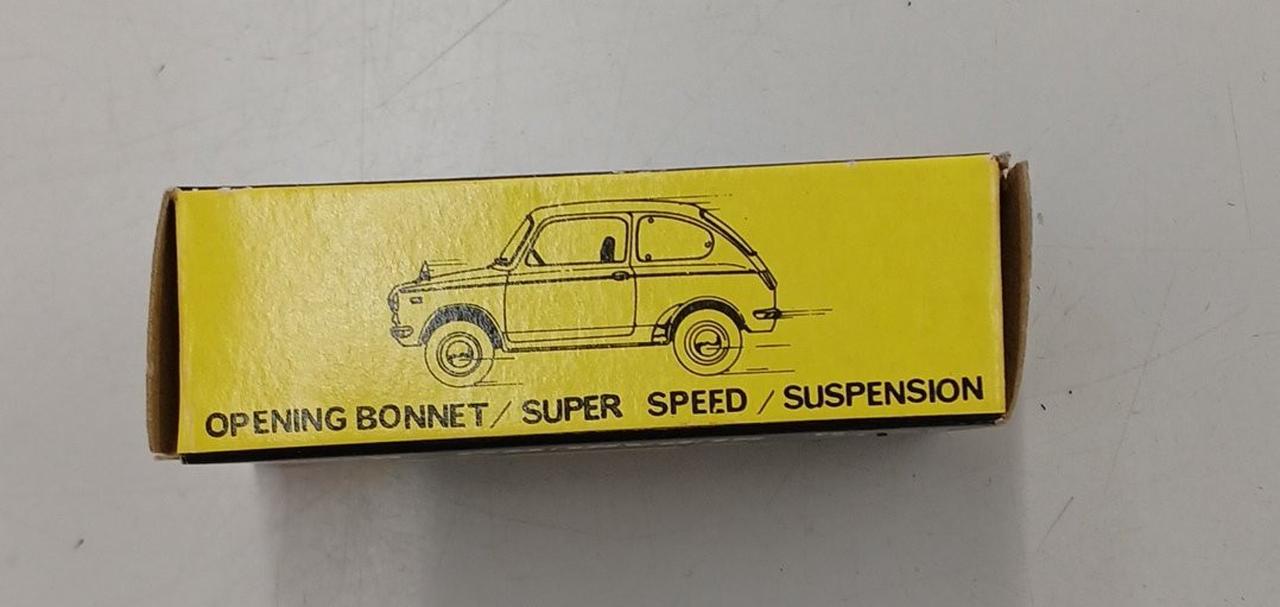 OPENING BONNET / SUPER SPEED / SUSPENSION